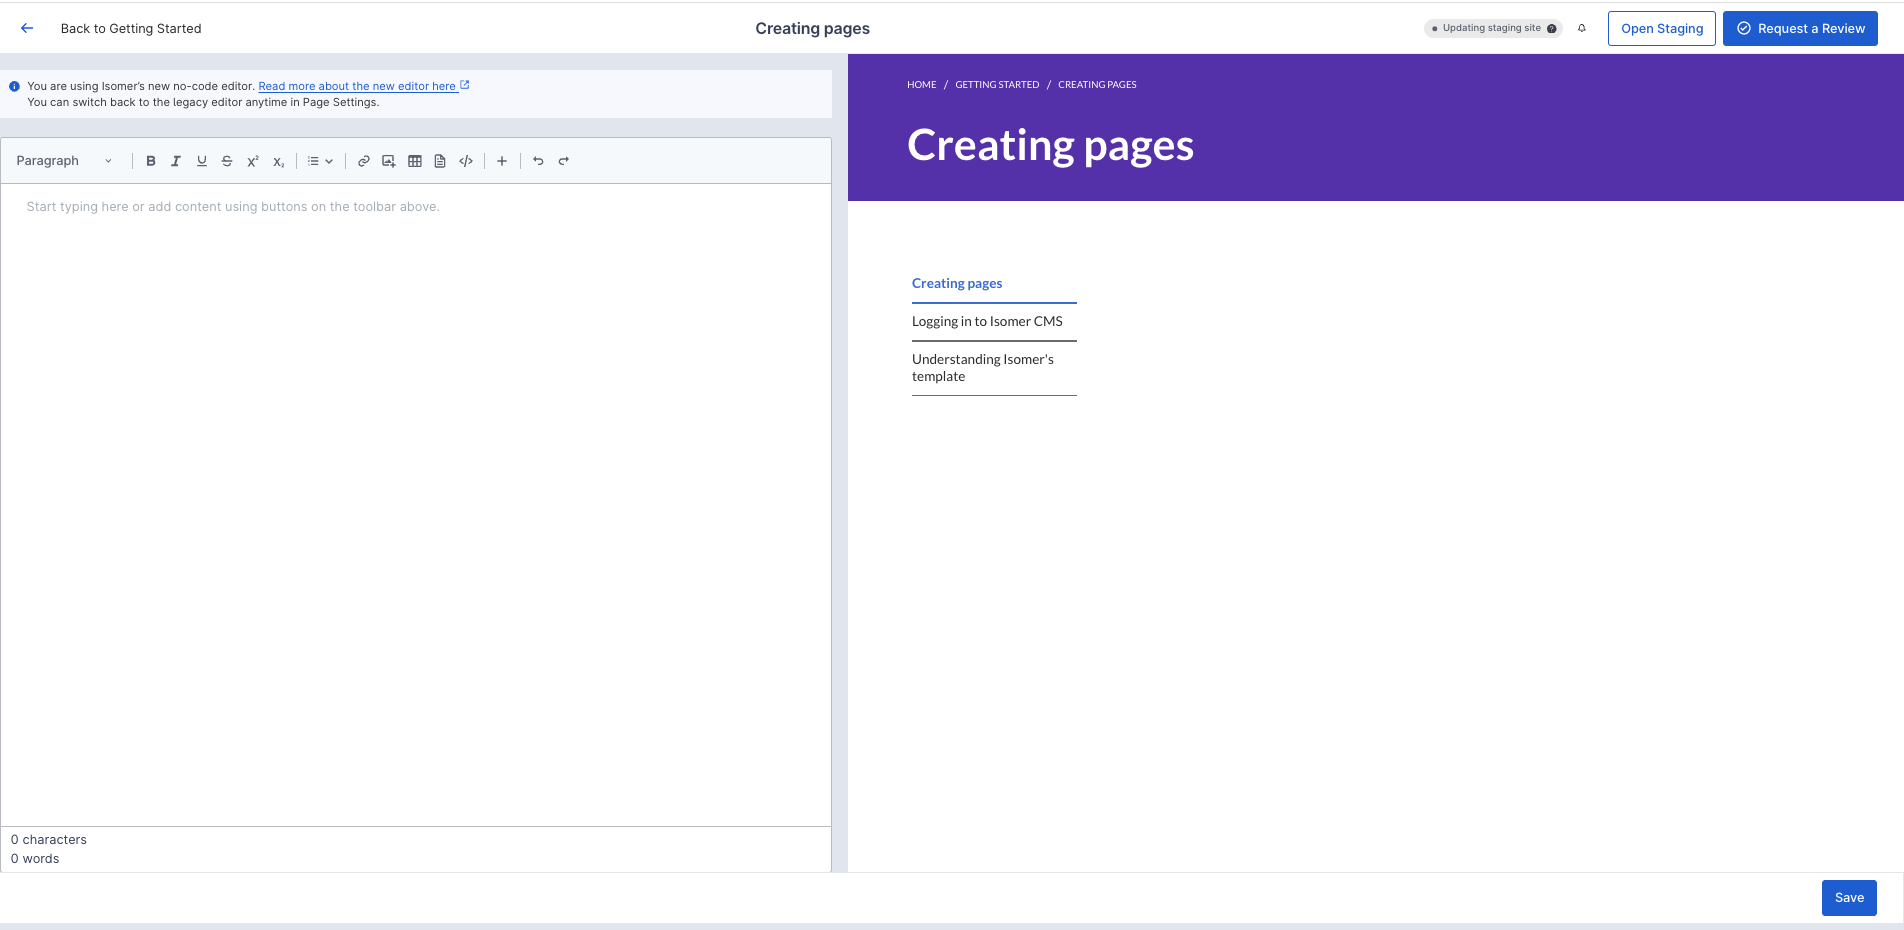 Back to Getting Started
Creating pages
Updating staging site
Open Staging
Request a Review
You are using Isomer's new no-code editor. Read more about the new editor here
You can switch back to the legacy editor anytime in Page Settings.
Paragraph
B I U S X² X₂ </> +
Start typing here or add content using buttons on the toolbar above.
0 characters
0 words
HOME / GETTING STARTED / CREATING PAGES
Creating pages
Creating pages
Logging in to Isomer CMS
Understanding Isomer's
template
Save